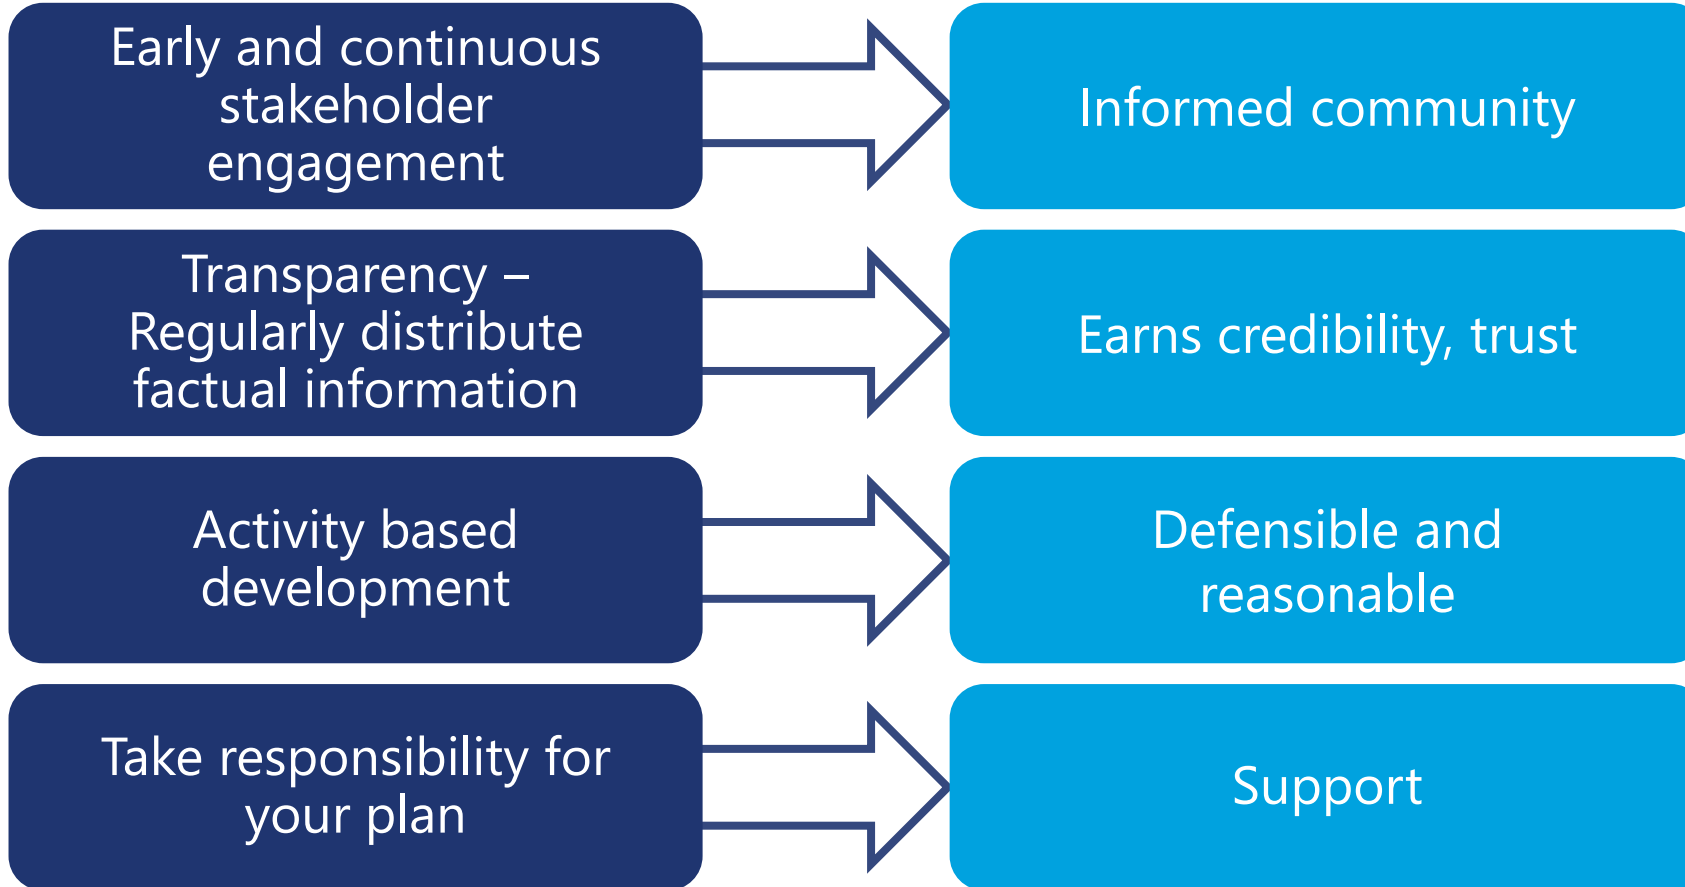 Early and continuous
stakeholder
engagement
Informed community
Transparency –
Regularly distribute
factual information
Earns credibility, trust
Activity based
development
Defensible and
reasonable
Take responsibility for
your plan
Support